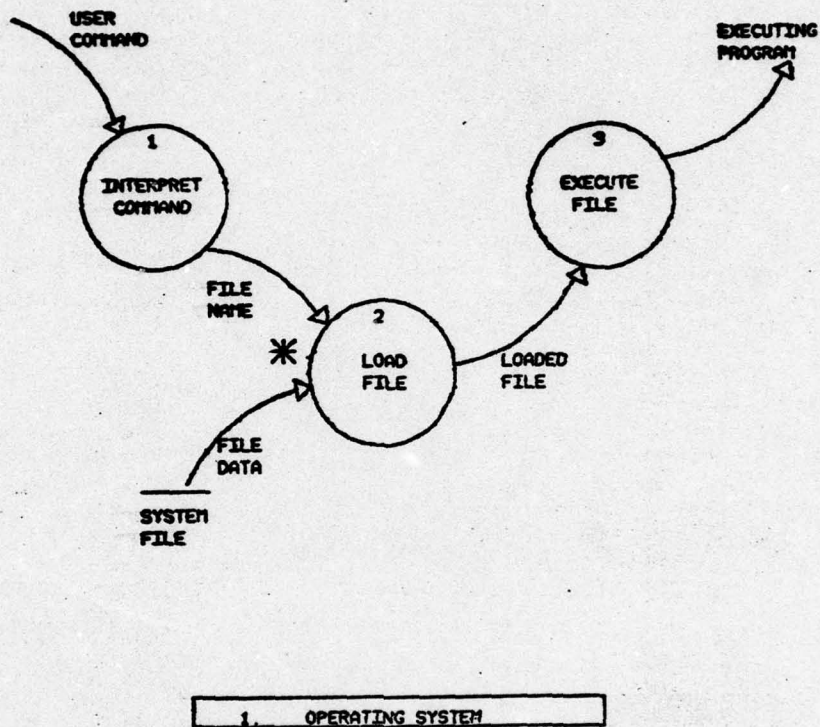 USER
COMMAND
EXECUTING
PROGRAM
1
INTERPRET
COMMAND
3
EXECUTE
FILE
FILE
NAME
2
LOAD
FILE
LOADED
FILE
FILE
DATA
SYSTEM
FILE
1. OPERATING SYSTEM